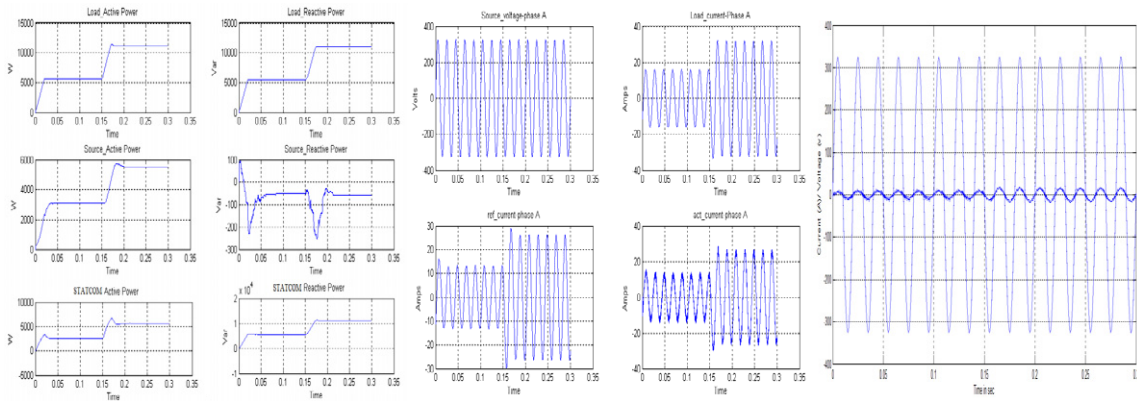 Load_Active Power
15000
10000
5000
0
W
0 0.05 0.1 0.15 0.2 0.25 0.3 0.35
Time
Load_Reactive Power
15000
10000
5000
0
Var
0 0.05 0.1 0.15 0.2 0.25 0.3 0.35
Time
Source_Active Power
6000
4000
2000
0
W
0 0.05 0.1 0.15 0.2 0.25 0.3 0.35
Time
Source_Reactive Power
100
0
-100
-200
-300
Var
0 0.05 0.1 0.15 0.2 0.25 0.3 0.35
Time
STATCOM Active Power
10000
5000
0
-5000
W
0 0.05 0.1 0.15 0.2 0.25 0.3 0.35
Time
STATCOM Reactive Power
x 10^4
2
1
0
-1
Var
0 0.05 0.1 0.15 0.2 0.25 0.3 0.35
Time
Source_voltage-phase A
400
200
0
-200
400
Volts
0 0.05 0.1 0.15 0.2 0.25 0.3 0.35
Time
Load_current-Phase A
40
20
0
-20
40
Amps
0 0.05 0.1 0.15 0.2 0.25 0.3 0.35
Time
ref_current-phase A
30
20
10
0
-10
-20
-30
Amps
0 0.05 0.1 0.15 0.2 0.25 0.3 0.35
Time
act_current-phase A
40
20
0
-20
-40
Amps
0 0.05 0.1 0.15 0.2 0.25 0.3 0.35
Time
400
300
200
100
0
-100
-200
-300
-400
Current (A)/ Voltage (v)
0 0.05 0.1 0.15 0.2 0.25 0.3
Time in sec